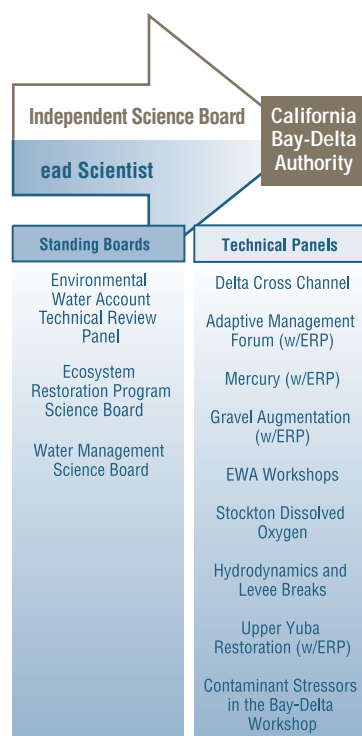 Independent Science Board
California
Bay-Delta
Authority
ead Scientist
Standing Boards
Environmental
Water Account
Technical Review
Panel
Ecosystem
Restoration Program
Science Board
Water Management
Science Board
Technical Panels
Delta Cross Channel
Adaptive Management
Forum (w/ERP)
Mercury (w/ERP)
Gravel Augmentation
(w/ERP)
EWA Workshops
Stockton Dissolved
Oxygen
Hydrodynamics and
Levee Breaks
Upper Yuba
Restoration (w/ERP)
Contaminant Stressors
in the Bay-Delta
Workshop